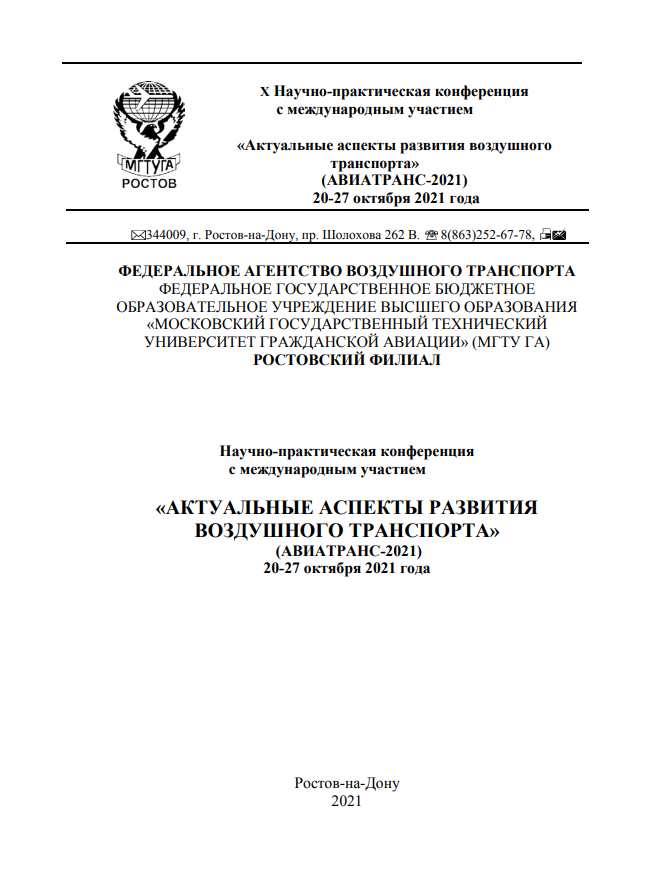 МГТУГА
РОСТОВ
X Научно-практическая конференция
с международным участием
«Актуальные аспекты развития воздушного
транспорта»
(АВИАТРАНС-2021)
20-27 октября 2021 года
344009, г. Ростов-на-Дону, пр. Шолохова 262 В. 8(863)252-67-78,
ФЕДЕРАЛЬНОЕ АГЕНТСТВО ВОЗДУШНОГО ТРАНСПОРТА
ФЕДЕРАЛЬНОЕ ГОСУДАРСТВЕННОЕ БЮДЖЕТНОЕ
ОБРАЗОВАТЕЛЬНОЕ УЧРЕЖДЕНИЕ ВЫСШЕГО ОБРАЗОВАНИЯ
«МОСКОВСКИЙ ГОСУДАРСТВЕННЫЙ ТЕХНИЧЕСКИЙ
УНИВЕРСИТЕТ ГРАЖДАНСКОЙ АВИАЦИИ» (МГТУ ГА)
РОСТОВСКИЙ ФИЛИАЛ
Научно-практическая конференция
с международным участием
«АКТУАЛЬНЫЕ АСПЕКТЫ РАЗВИТИЯ
ВОЗДУШНОГО ТРАНСПОРТА»
(АВИАТРАНС-2021)
20-27 октября 2021 года
Ростов-на-Дону
2021